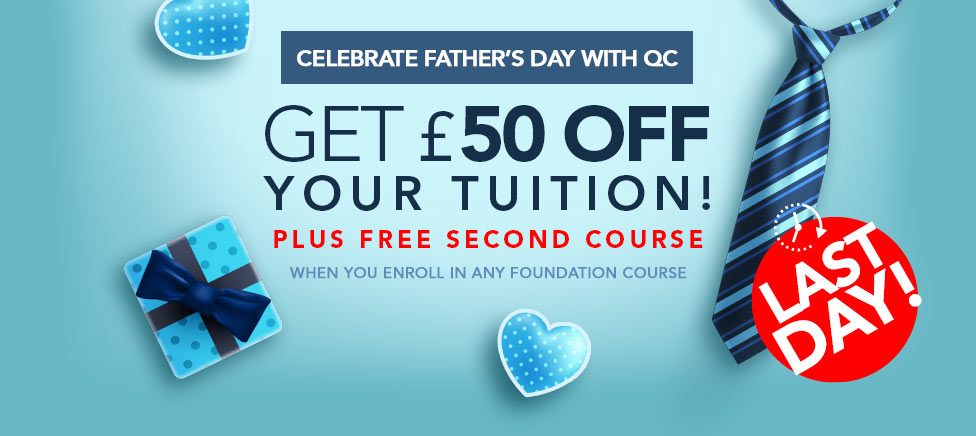 CELEBRATE FATHER'S DAY WITH QC
GET £50 OFF
YOUR TUITION!
PLUS FREE SECOND COURSE
WHEN YOU ENROLL IN ANY FOUNDATION COURSE
LAST
DAY!